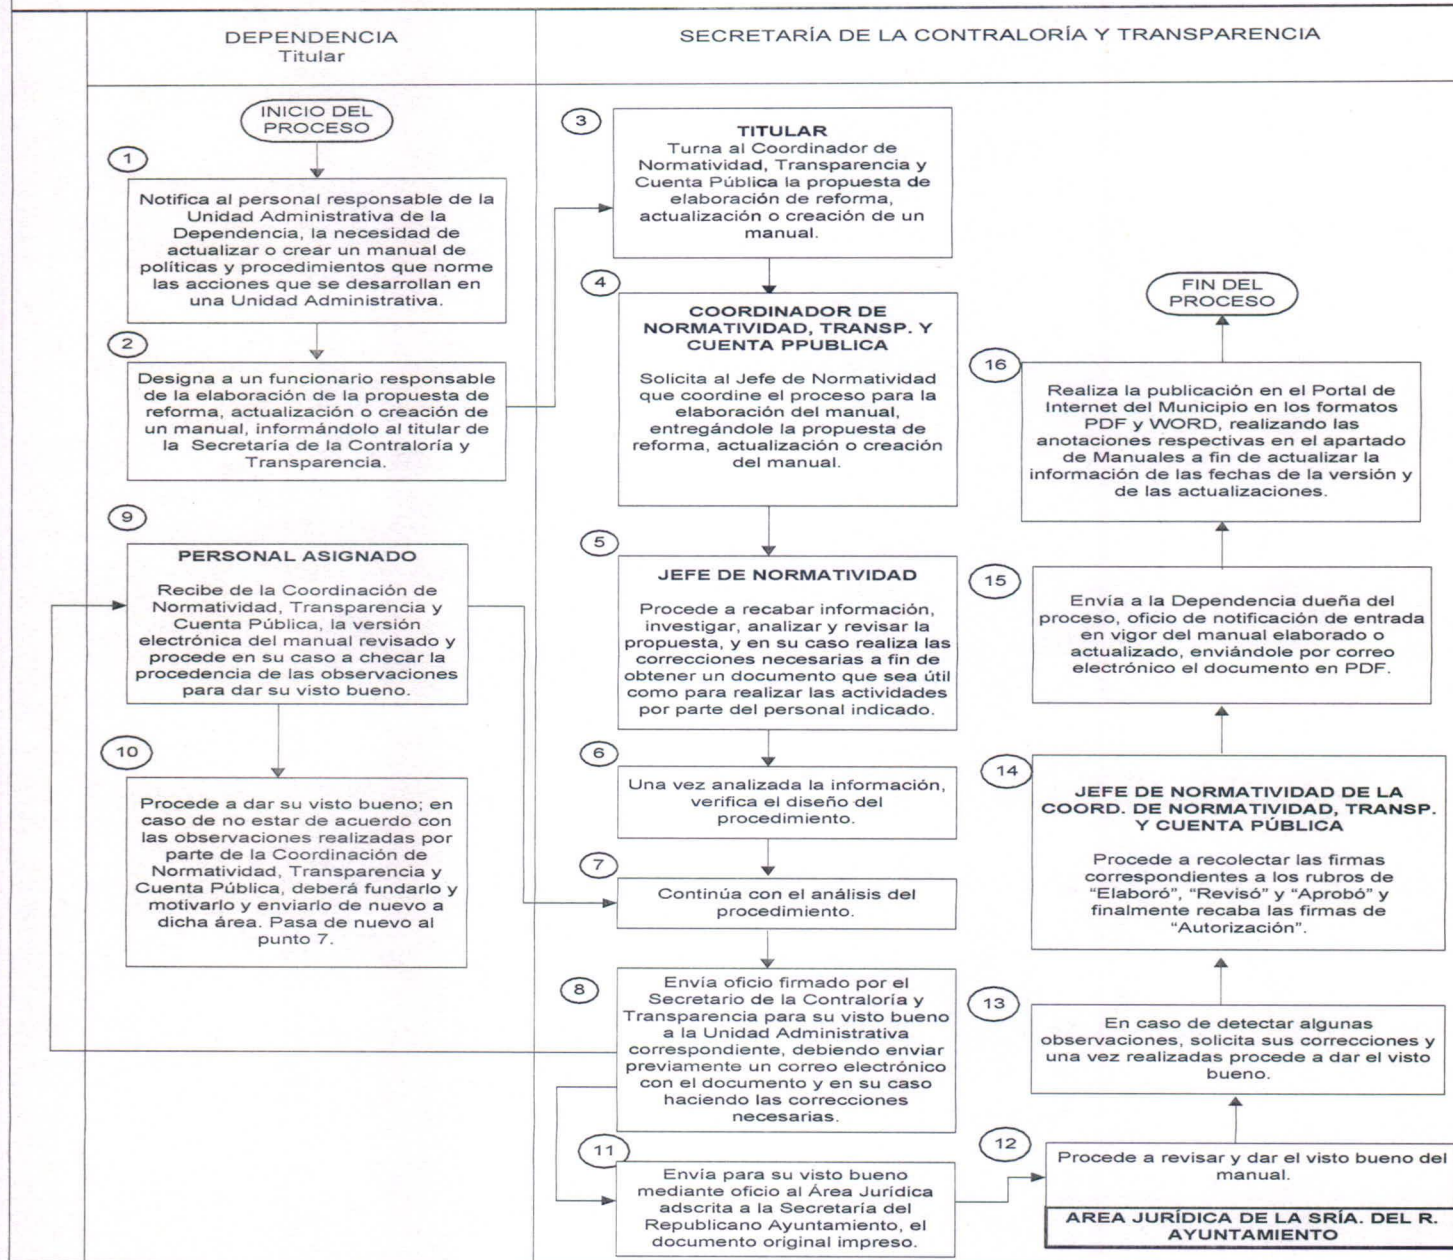 DEPENDENCIA
Titular
SECRETARÍA DE LA CONTRALORÍA Y TRANSPARENCIA
INICIO DEL
PROCESO
1
Notifica al personal responsable de la
Unidad Administrativa de la
Dependencia, la necesidad de
actualizar o crear un manual de
políticas y procedimientos que norme
las acciones que se desarrollan en
una Unidad Administrativa.
2
Designa a un funcionario responsable
de la elaboración de la propuesta de
reforma, actualización o creación de
un manual, informándolo al titular de
la Secretaría de la Contraloría y
Transparencia.
3
TITULAR
Turna al Coordinador de
Normatividad, Transparencia y
Cuenta Pública la propuesta de
elaboración de reforma,
actualización o creación de un
manual.
4
COORDINADOR DE
NORMATIVIDAD, TRANSP. Y
CUENTA PPUBLICA
Solicita al Jefe de Normatividad
que coordine el proceso para la
elaboración del manual,
entregándole la propuesta de
reforma, actualización o creación
del manual.
5
JEFE DE NORMATIVIDAD
Procede a recabar información,
investigar, analizar y revisar la
propuesta, y en su caso realiza las
correcciones necesarias a fin de
obtener un documento que sea útil
como para realizar las actividades
por parte del personal indicado.
6
Una vez analizada la información,
verifica el diseño del
procedimiento.
7
Continúa con el análisis del
procedimiento.
8
Envía oficio firmado por el
Secretario de la Contraloría y
Transparencia para su visto bueno
a la Unidad Administrativa
correspondiente, debiendo enviar
previamente un correo electrónico
con el documento y en su caso
haciendo las correcciones
necesarias.
9
PERSONAL ASIGNADO
Recibe de la Coordinación de
Normatividad, Transparencia y
Cuenta Pública, la versión
electrónica del manual revisado y
procede en su caso a checar la
procedencia de las observaciones
para dar su visto bueno.
10
Procede a dar su visto bueno; en
caso de no estar de acuerdo con
las observaciones realizadas por
parte de la Coordinación de
Normatividad, Transparencia y
Cuenta Pública, deberá fundarlo y
motivarlo y enviarlo de nuevo a
dicha área. Pasa de nuevo al
punto 7.
11
Envía para su visto bueno
mediante oficio al Área Jurídica
adscrita a la Secretaría del
Republicano Ayuntamiento, el
documento original impreso.
12
Procede a revisar y dar el visto bueno del
manual.
AREA JURÍDICA DE LA SRÍA. DEL R.
AYUNTAMIENTO
13
En caso de detectar algunas
observaciones, solicita sus correcciones y
una vez realizadas procede a dar el visto
bueno.
14
JEFE DE NORMATIVIDAD DE LA
COORD. DE NORMATIVIDAD, TRANSP.
Y CUENTA PÚBLICA
Procede a recolectar las firmas
correspondientes a los rubros de
“Elaboró”, “Revisó” y “Aprobó” y
finalmente recaba las firmas de
“Autorización”.
15
Envía a la Dependencia dueña del
proceso, oficio de notificación de entrada
en vigor del manual elaborado o
actualizado, enviándole por correo
electrónico el documento en PDF.
16
Realiza la publicación en el Portal de
Internet del Municipio en los formatos
PDF y WORD, realizando las
anotaciones respectivas en el apartado
de Manuales a fin de actualizar la
información de las fechas de la versión y
de las actualizaciones.
FIN DEL
PROCESO